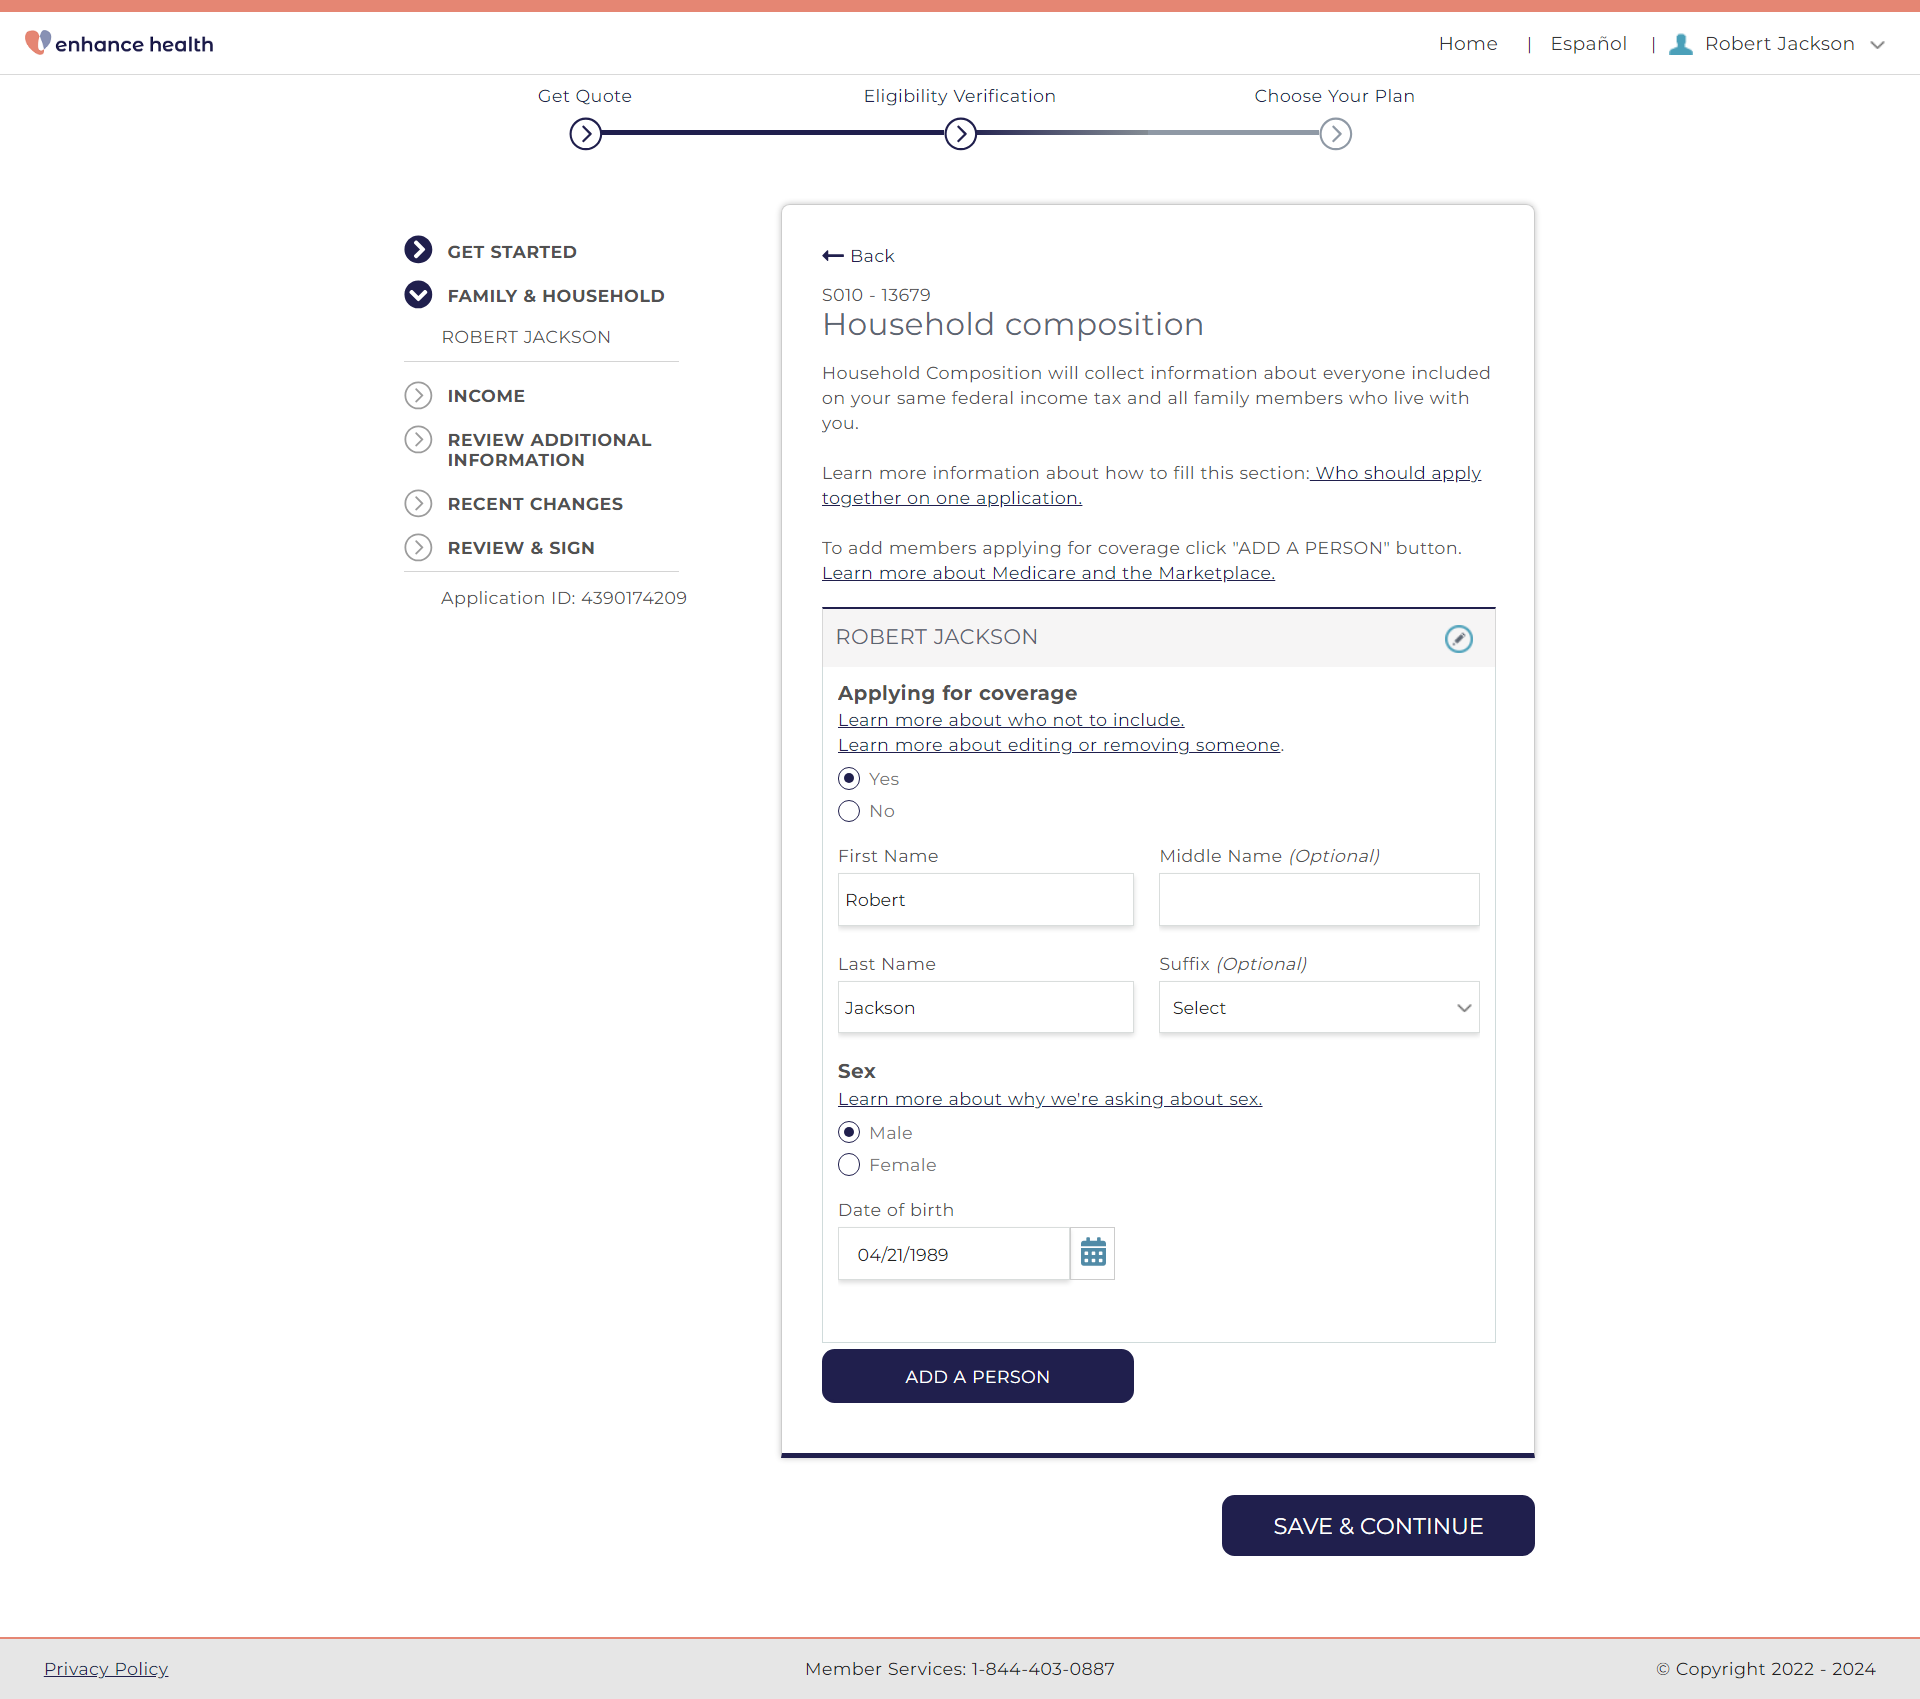 enhance health
Home | Español | Robert Jackson
Get Quote
Eligibility Verification
Choose Your Plan
GET STARTED
FAMILY & HOUSEHOLD
ROBERT JACKSON
INCOME
REVIEW ADDITIONAL
INFORMATION
RECENT CHANGES
REVIEW & SIGN
Application ID: 4390174209
Back
S010 - 13679
Household composition
Household Composition will collect information about everyone included
on your same federal income tax and all family members who live with
you.
Learn more information about how to fill this section: Who should apply
together on one application.
To add members applying for coverage click "ADD A PERSON" button.
Learn more about Medicare and the Marketplace.
ROBERT JACKSON
Applying for coverage
Learn more about who not to include.
Learn more about editing or removing someone.
Yes
No
First Name
Middle Name (Optional)
Robert
Last Name
Suffix (Optional)
Jackson
Select
Sex
Learn more about why we're asking about sex.
Male
Female
Date of birth
04/21/1989
ADD A PERSON
SAVE & CONTINUE
Privacy Policy
Member Services: 1-844-403-0887
© Copyright 2022 - 2024